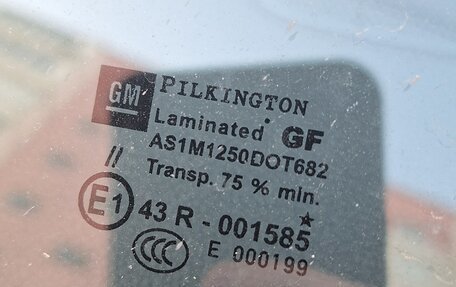 GM PILKINGTON
Laminated GF
AS1M1250DOT682
// Transp. 75 % min.
E1 43 R - 001585
CCC E 000199